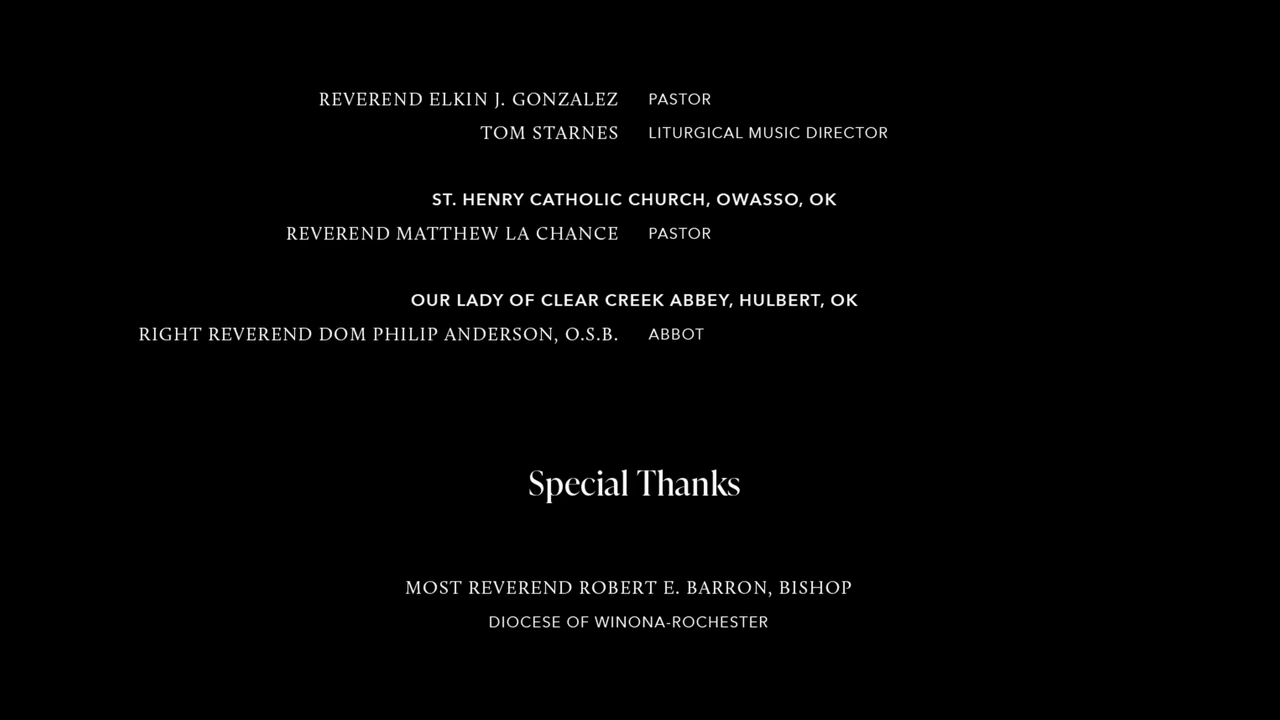 REVEREND ELKIN J. GONZALEZ PASTOR
TOM STARNES LITURGICAL MUSIC DIRECTOR
ST. HENRY CATHOLIC CHURCH, OWASSO, OK
REVEREND MATTHEW LA CHANCE PASTOR
OUR LADY OF CLEAR CREEK ABBEY, HULBERT, OK
RIGHT REVEREND DOM PHILIP ANDERSON, O.S.B. ABBOT
Special Thanks
MOST REVEREND ROBERT E. BARRON, BISHOP
DIOCESE OF WINONA-ROCHESTER